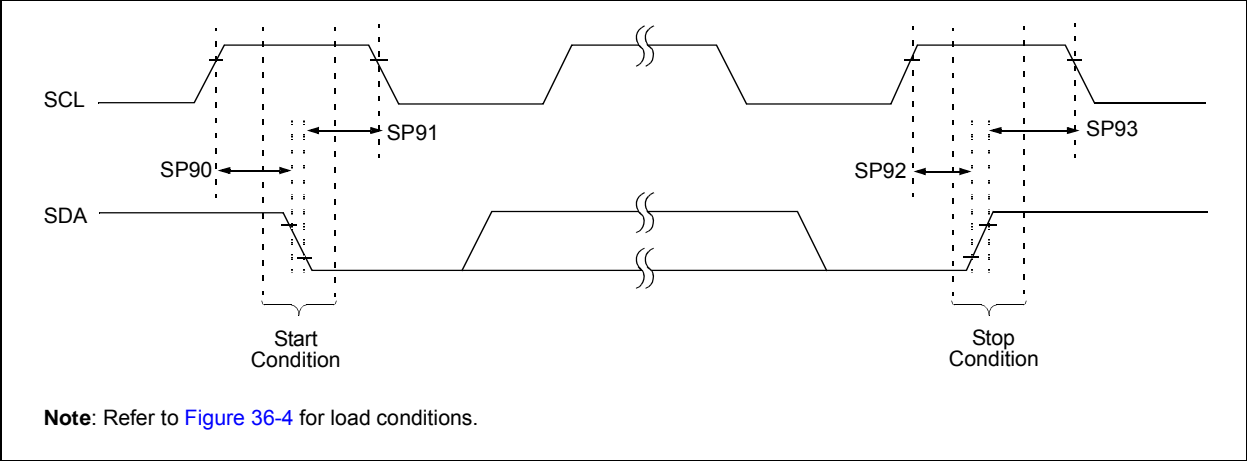 SCL
SP91
SP93
SP90
SP92
SDA
Start
Condition
Stop
Condition
Note: Refer to Figure 36-4 for load conditions.